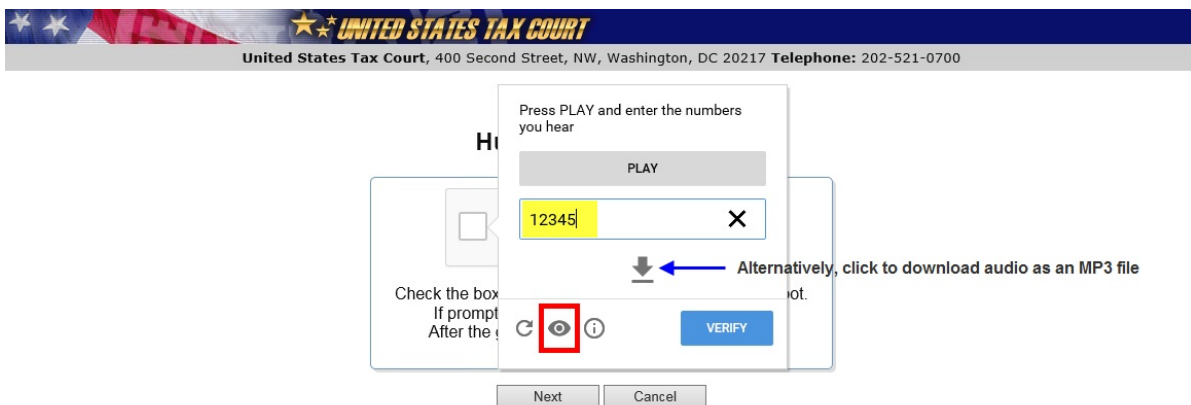 UNITED STATES TAX COURT
United States Tax Court, 400 Second Street, NW, Washington, DC 20217 Telephone: 202-521-0700
Press PLAY and enter the numbers
you hear
PLAY
12345
Alternatively, click to download audio as an MP3 file
Check the box
If prompt
After the
VERIFY
Next Cancel